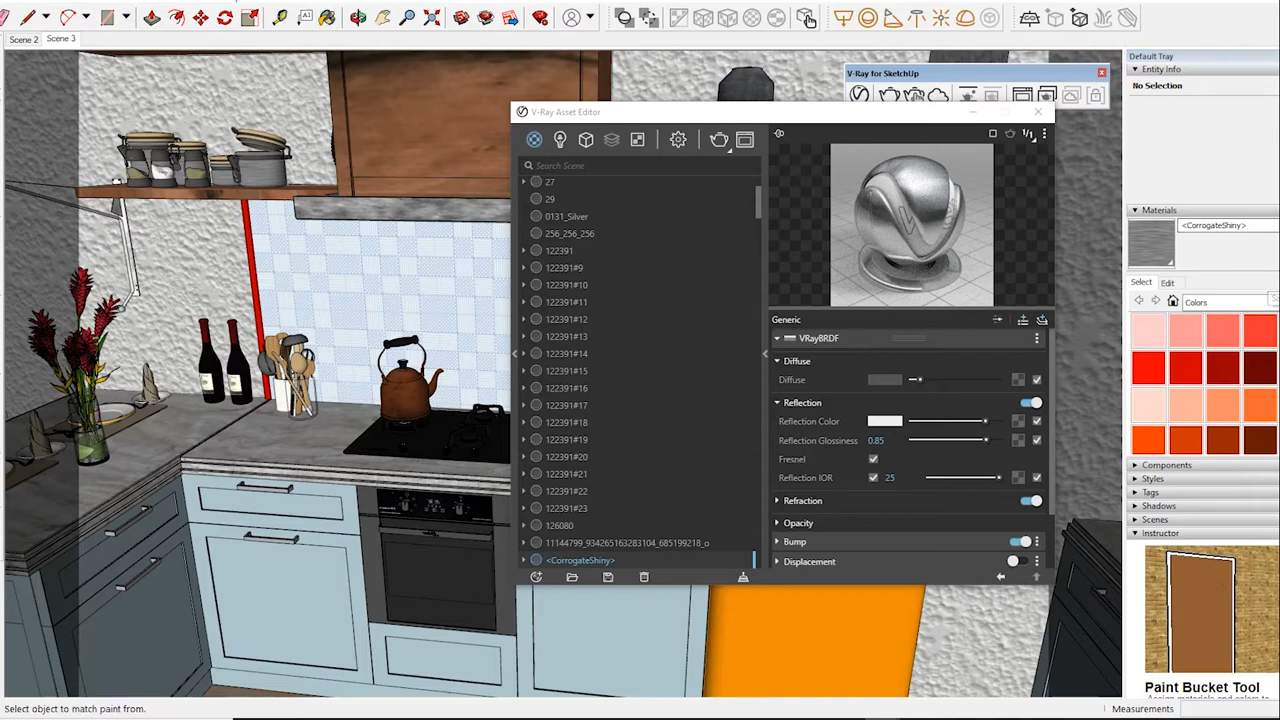 Scene 2
Scene 3
Default Tray
Entity Info
No Selection
V-Ray for SketchUp
V-Ray Asset Editor
Search Scene
27
29
0131_Silver
256_256_256
122391
122391#9
122391#10
122391#11
122391#12
122391#13
122391#14
122391#15
122391#16
122391#17
122391#18
122391#19
122391#20
122391#21
122391#22
122391#23
126080
11144799_934265163283104_685199218_o
<CorrogateShiny>
1/1
Generic
VRayBRDF
Diffuse
Diffuse
Reflection
Reflection Color
Reflection Glossiness 0.85
Fresnel
Reflection IOR 25
Refraction
Opacity
Bump
Displacement
Materials
<CorrogateShiny>
Select Edit
Colors
Components
Styles
Tags
Shadows
Scenes
Instructor
Paint Bucket Tool
Select object to match paint from.
Measurements